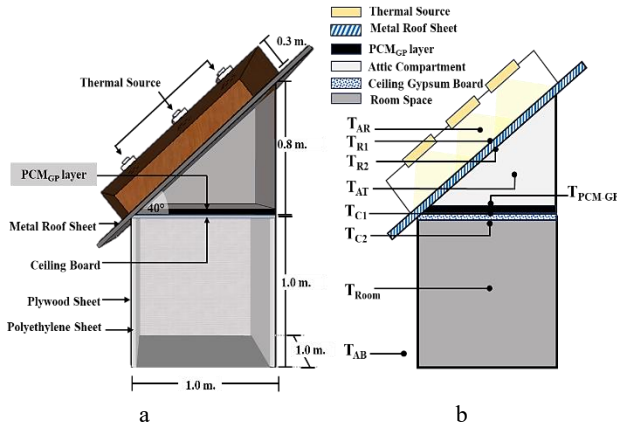 Thermal Source
0.3 m.
0.8 m.
PCMGP layer
40°
Metal Roof Sheet
Ceiling Board
Plywood Sheet
Polyethylene Sheet
1.0 m.
1.0 m.
1.0 m.
a
Thermal Source
Metal Roof Sheet
PCMGP layer
Attic Compartment
Ceiling Gypsum Board
Room Space
TAR
TR1
TR2
TAT
TPCM-GP
TC1
TC2
TRoom
TAB
b